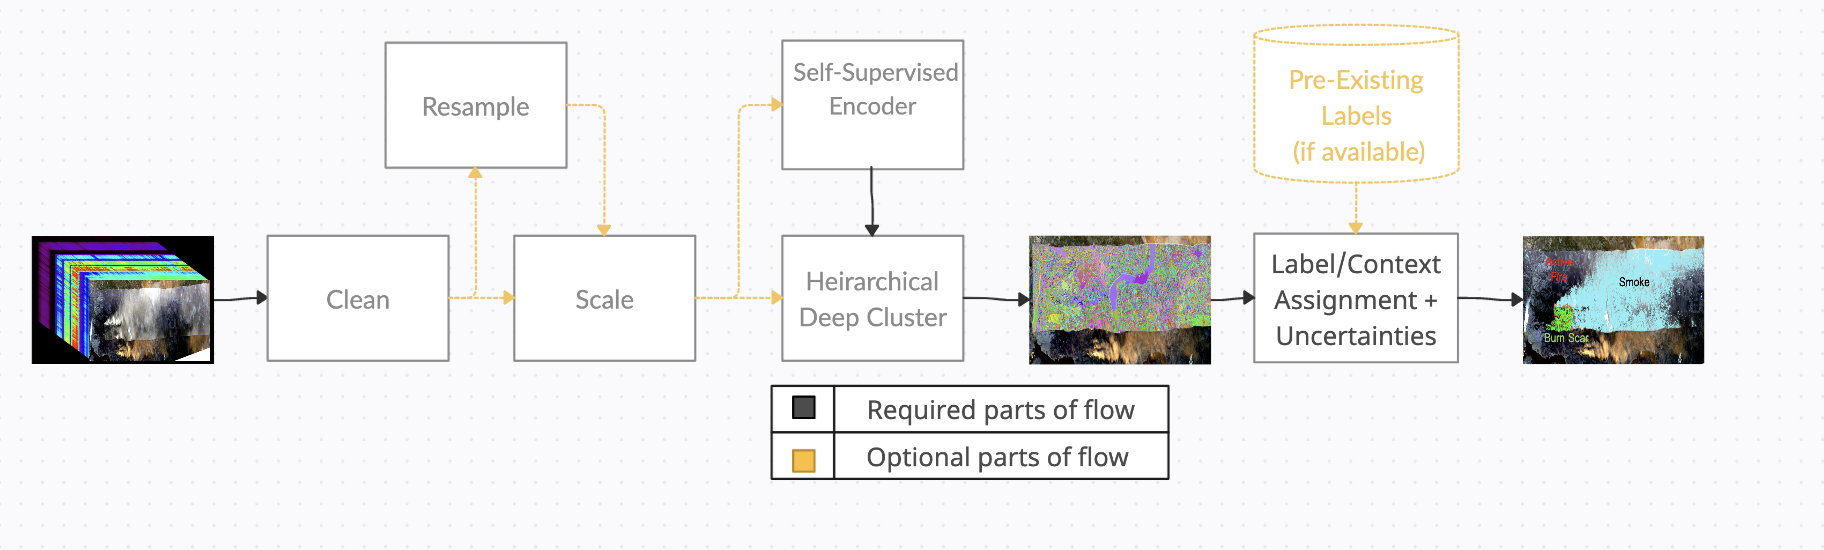 Resample
Self-Supervised
Encoder
Pre-Existing
Labels
(if available)
Clean
Scale
Heirarchical
Deep Cluster
Label/Context
Assignment +
Uncertainties
Fire
Smoke
Burn Scar
Required parts of flow
Optional parts of flow